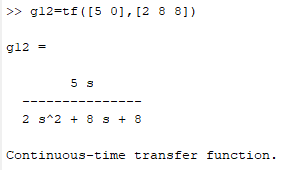 >> g12=tf([5 0],[2 8 8])
g12 =
5 s
---------------
2 s^2 + 8 s + 8
Continuous-time transfer function.